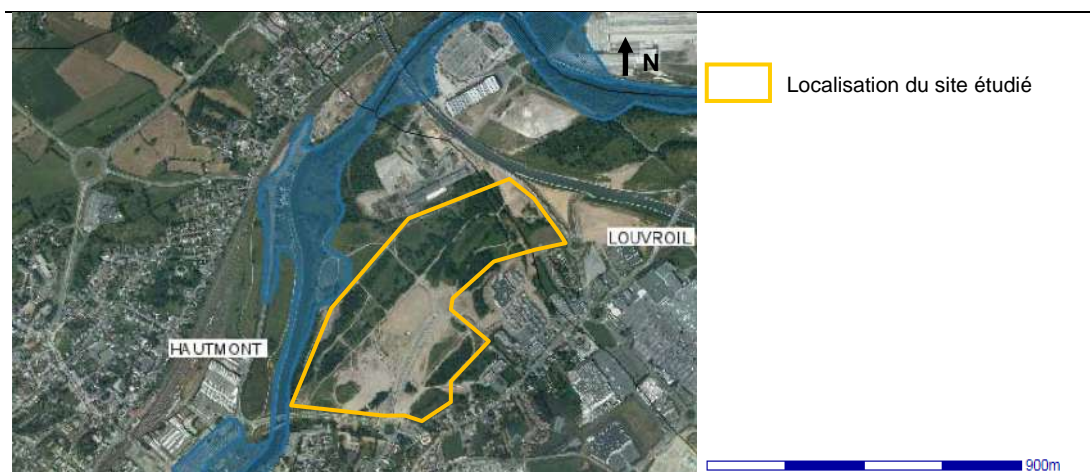 N
Localisation du site étudié
LOUVROIL
HAUTMONT
900m